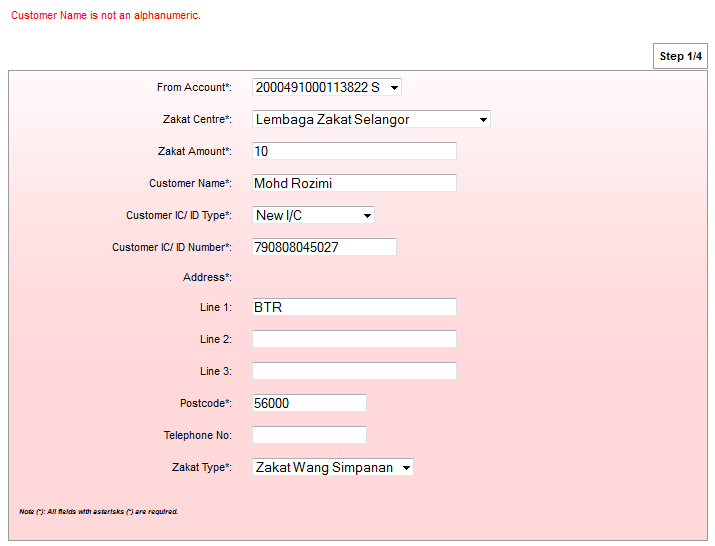 Customer Name is not an alphanumeric.
Step 1/4
From Account*: 2000491000113822 S
Zakat Centre*: Lembaga Zakat Selangor
Zakat Amount*: 10
Customer Name*: Mohd Rozimi
Customer IC/ ID Type*: New I/C
Customer IC/ ID Number*: 790808045027
Address*:
Line 1: BTR
Line 2:
Line 3:
Postcode*: 56000
Telephone No:
Zakat Type*: Zakat Wang Simpanan
Note (*): All fields with asterisks (*) are required.